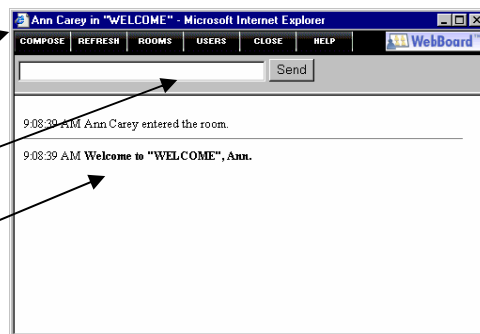 Ann Carey in "WELCOME" - Microsoft Internet Explorer
COMPOSE REFRESH ROOMS USERS CLOSE HELP WebBoard™
Send
9:08:39 AM Ann Carey entered the room.
9:08:39 AM Welcome to "WELCOME", Ann.